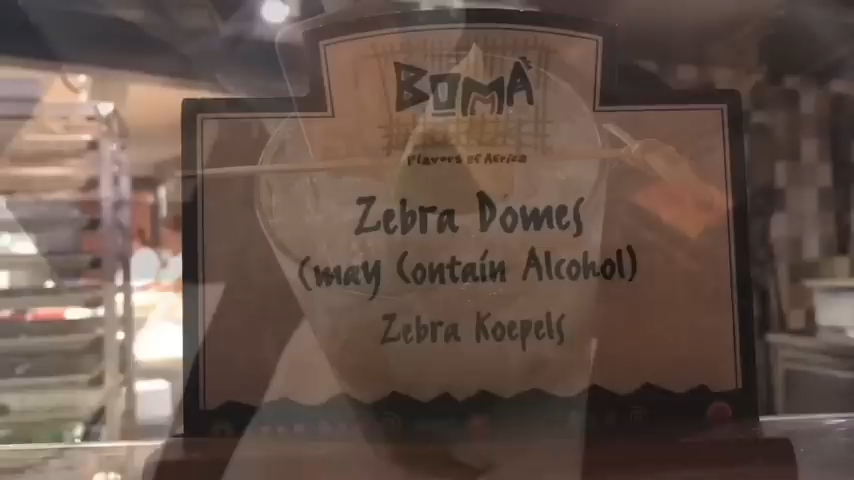 BOMA
Flavors of Africa
Zebra Domes
(may Contain Alcohol)
Zebra Koepels